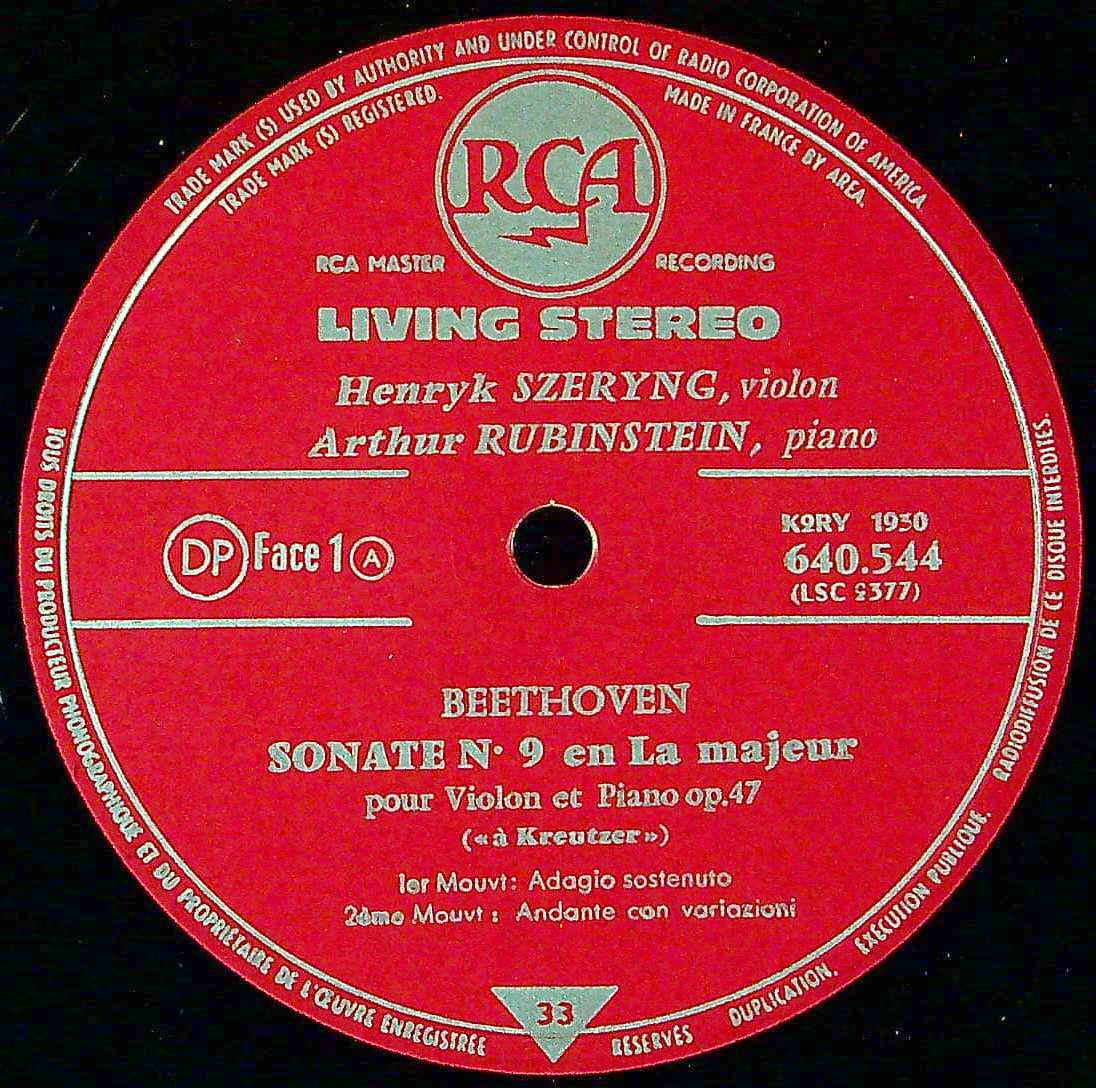 TRADE MARK (S) USED BY AUTHORITY AND UNDER CONTROL OF RADIO CORPORATION OF AMERICA
TRADE MARK (S) REGISTERED.
MADE IN FRANCE BY AREA.
RCA
RCA MASTER RECORDING
LIVING STEREO
Henryk SZERYNG, violon
Arthur RUBINSTEIN, piano
DP Face 1 A
K2RY 1930
640.544
(LSC 2377)
BEETHOVEN
SONATE N· 9 en La majeur
pour Violon et Piano op.47
(«à Kreutzer»)
1er Mouvt: Adagio sostenuto
2ème Mouvt: Andante con variazioni
33
TOUS DROITS DU PRODUCTEUR PHONOGRAPHIQUE ET DU PROPRIÉTAIRE DE L'ŒUVRE ENREGISTRÉE RÉSERVÉS DUPLICATION. EXÉCUTION PUBLIQUE. RADIODIFFUSION DE CE DISQUE INTERDITES.